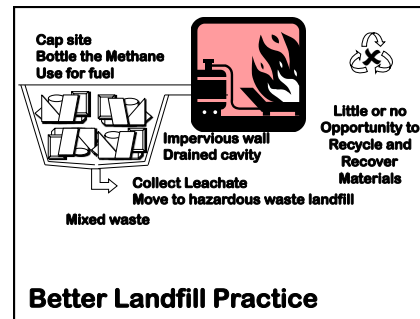 Cap site
Bottle the Methane
Use for fuel
Little or no
Opportunity to
Recycle and
Recover
Materials
Impervious wall
Drained cavity
Collect Leachate
Move to hazardous waste landfill
Mixed waste
Better Landfill Practice